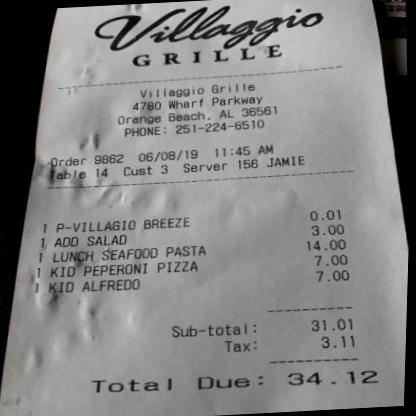 Villaggio
GRILLE
Villaggio Grille
4780 Wharf Parkway
Orange Beach, AL 36561
PHONE: 251-224-6510
Order 9862 06/08/19 11:45 AM
Table 14 Cust 3 Server 156 JAMIE
1 P-VILLAGIO BREEZE 0.01
1 ADD SALAD 3.00
1 LUNCH SEAFOOD PASTA 14.00
1 KID PEPERONI PIZZA 7.00
1 KID ALFREDO 7.00
Sub-total: 31.01
Tax: 3.11
Total Due: 34.12